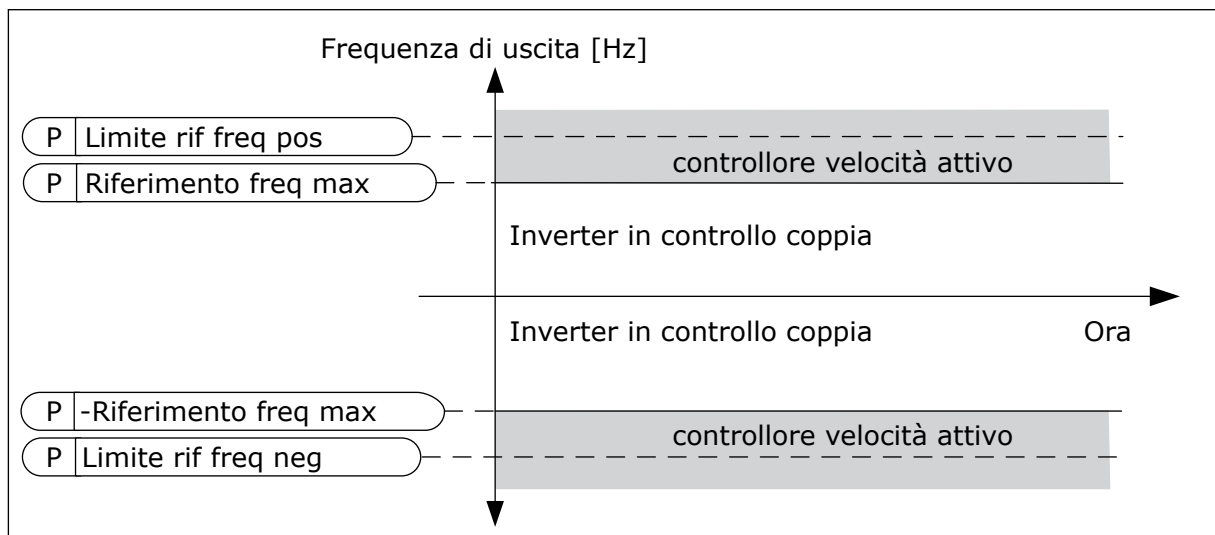 Frequenza di uscita [Hz]
P Limite rif freq pos
controllore velocità attivo
P Riferimento freq max
Inverter in controllo coppia
Inverter in controllo coppia
Ora
P -Riferimento freq max
controllore velocità attivo
P Limite rif freq neg